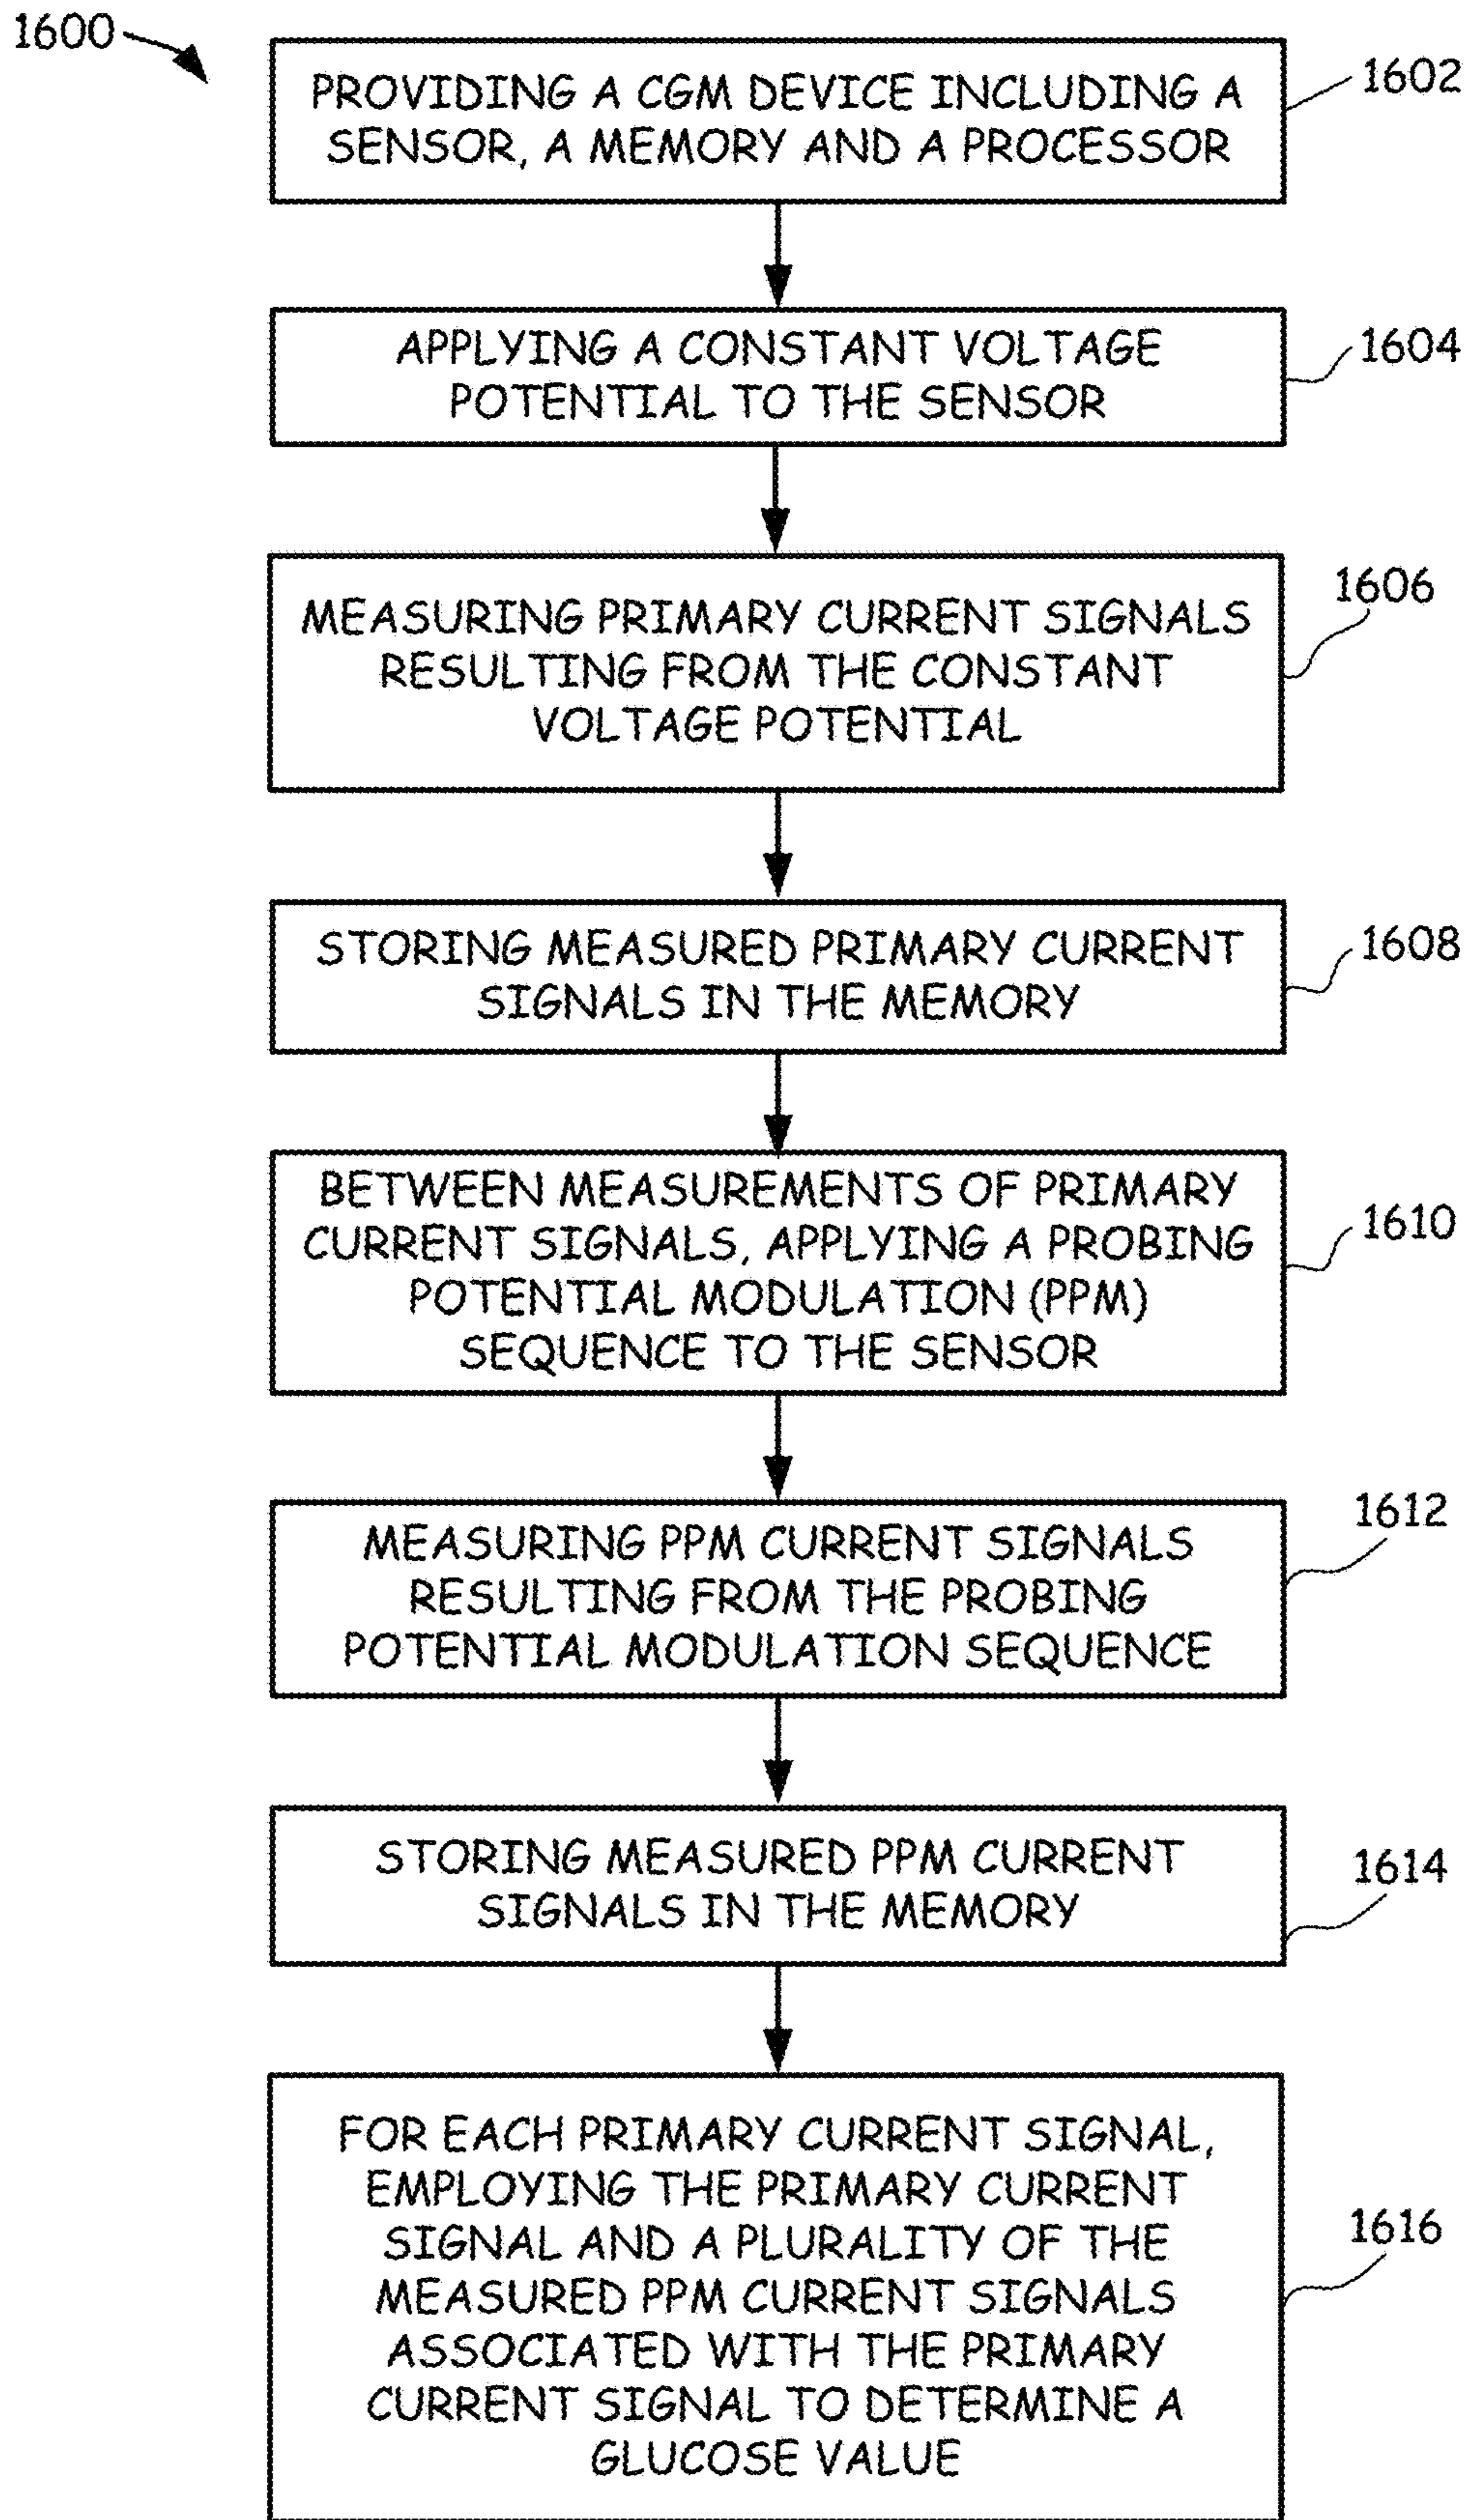 1600
PROVIDING A CGM DEVICE INCLUDING A
SENSOR, A MEMORY AND A PROCESSOR
1602
APPLYING A CONSTANT VOLTAGE
POTENTIAL TO THE SENSOR
1604
MEASURING PRIMARY CURRENT SIGNALS
RESULTING FROM THE CONSTANT
VOLTAGE POTENTIAL
1606
STORING MEASURED PRIMARY CURRENT
SIGNALS IN THE MEMORY
1608
BETWEEN MEASUREMENTS OF PRIMARY
CURRENT SIGNALS, APPLYING A PROBING
POTENTIAL MODULATION (PPM)
SEQUENCE TO THE SENSOR
1610
MEASURING PPM CURRENT SIGNALS
RESULTING FROM THE PROBING
POTENTIAL MODULATION SEQUENCE
1612
STORING MEASURED PPM CURRENT
SIGNALS IN THE MEMORY
1614
FOR EACH PRIMARY CURRENT SIGNAL,
EMPLOYING THE PRIMARY CURRENT
SIGNAL AND A PLURALITY OF THE
MEASURED PPM CURRENT SIGNALS
ASSOCIATED WITH THE PRIMARY
CURRENT SIGNAL TO DETERMINE A
GLUCOSE VALUE
1616